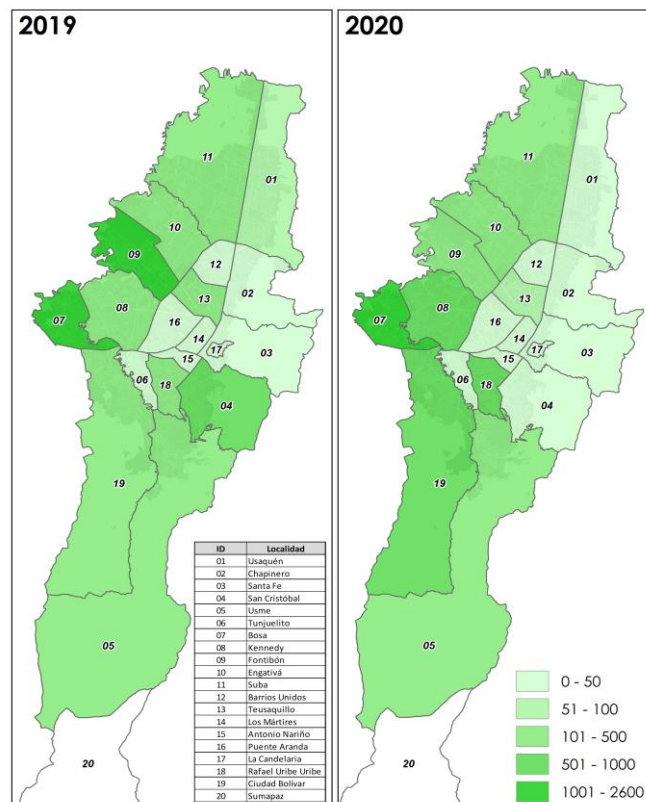 2019
11
01
10
09
12
02
13
07
08
16
14
17
03
15
06
18
04
19
05
20
ID Localidad
01 Usaquén
02 Chapinero
03 Santa Fe
04 San Cristóbal
05 Usme
06 Tunjuelito
07 Bosa
08 Kennedy
09 Fontibón
10 Engativá
11 Suba
12 Barrios Unidos
13 Teusaquillo
14 Los Mártires
15 Antonio Nariño
16 Puente Aranda
17 La Candelaria
18 Rafael Uribe Uribe
19 Ciudad Bolívar
20 Sumapaz
2020
11
01
10
09
12
02
13
07
08
16
14
17
03
15
06
18
04
19
05
20
0 - 50
51 - 100
101 - 500
501 - 1000
1001 - 2600